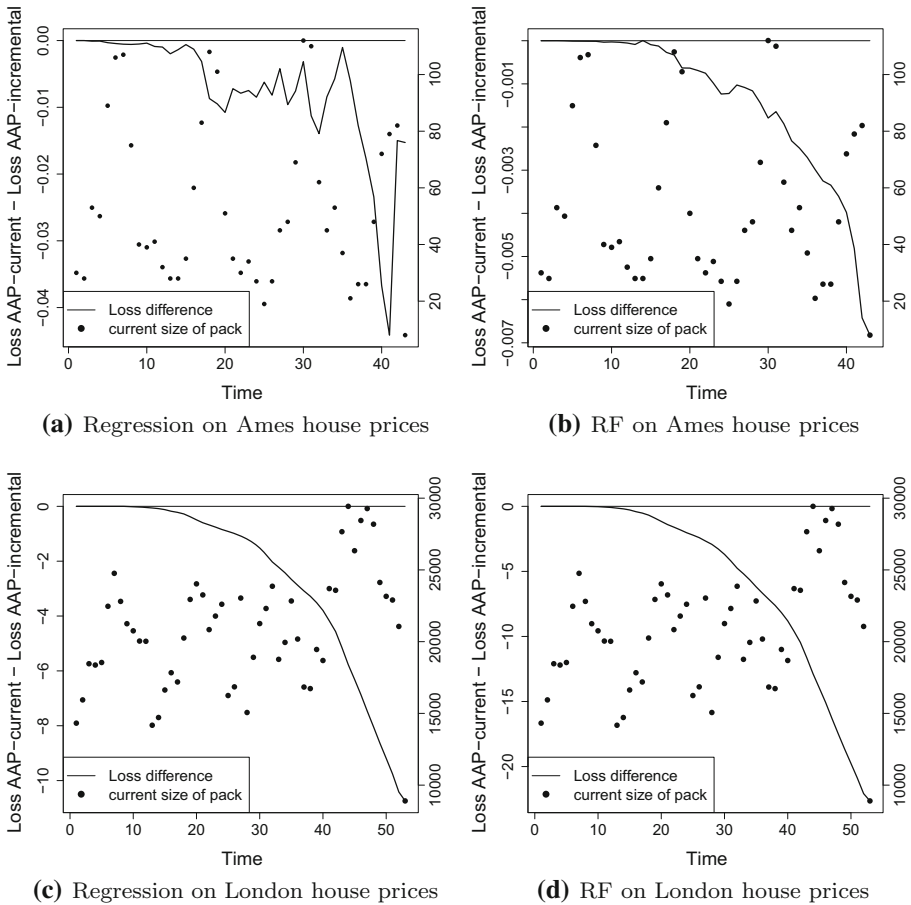 Loss AAP−current − Loss AAP−incremental
0.00
−0.01
−0.02
−0.03
−0.04
100
80
60
40
20
Loss difference
current size of pack
0 10 20 30 40
Time
(a) Regression on Ames house prices
Loss AAP−current − Loss AAP−incremental
−0.001
−0.003
−0.005
−0.007
100
80
60
40
20
Loss difference
current size of pack
0 10 20 30 40
Time
(b) RF on Ames house prices
Loss AAP−current − Loss AAP−incremental
0
−2
−4
−6
−8
−10
30000
25000
20000
15000
10000
Loss difference
current size of pack
0 10 20 30 40 50
Time
(c) Regression on London house prices
Loss AAP−current − Loss AAP−incremental
0
−5
−10
−15
−20
30000
25000
20000
15000
10000
Loss difference
current size of pack
0 10 20 30 40 50
Time
(d) RF on London house prices